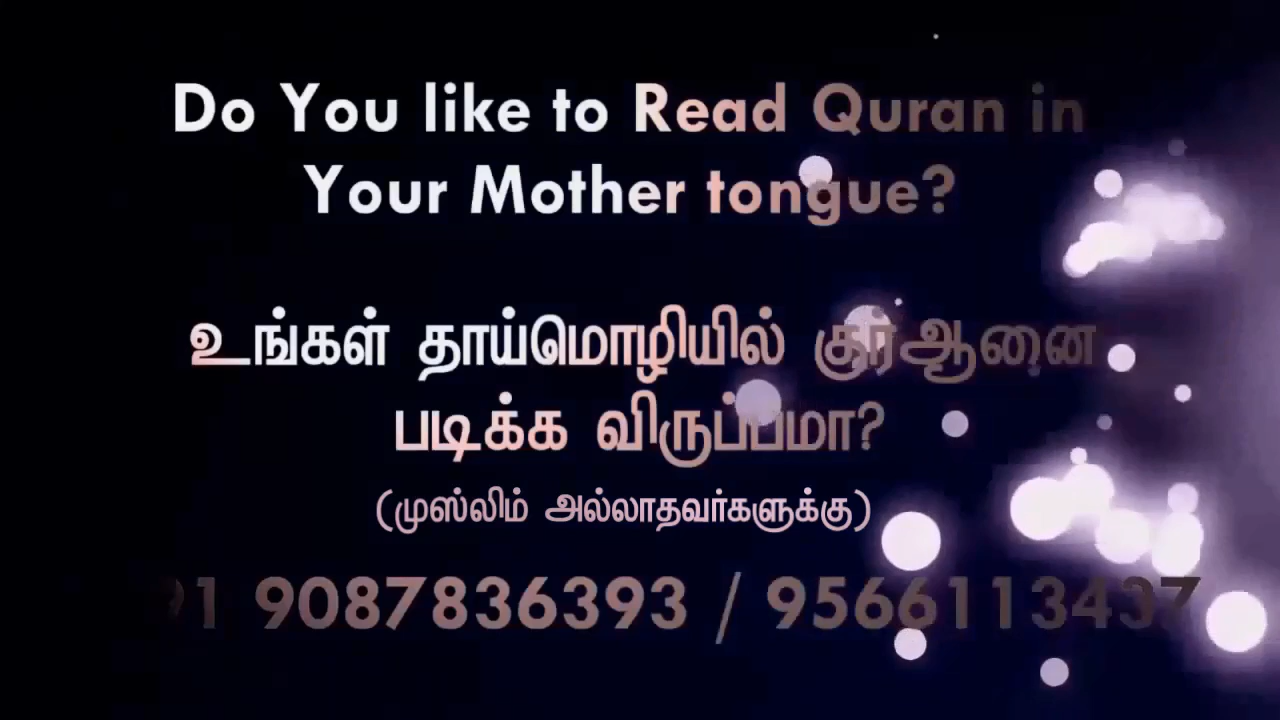 Do You like to Read Quran in
Your Mother tongue?
உங்கள் தாய்மொழியில் குர்ஆனை
படிக்க விருப்பமா?
(முஸ்லிம் அல்லாதவர்களுக்கு)
91 9087836393 / 9566113437